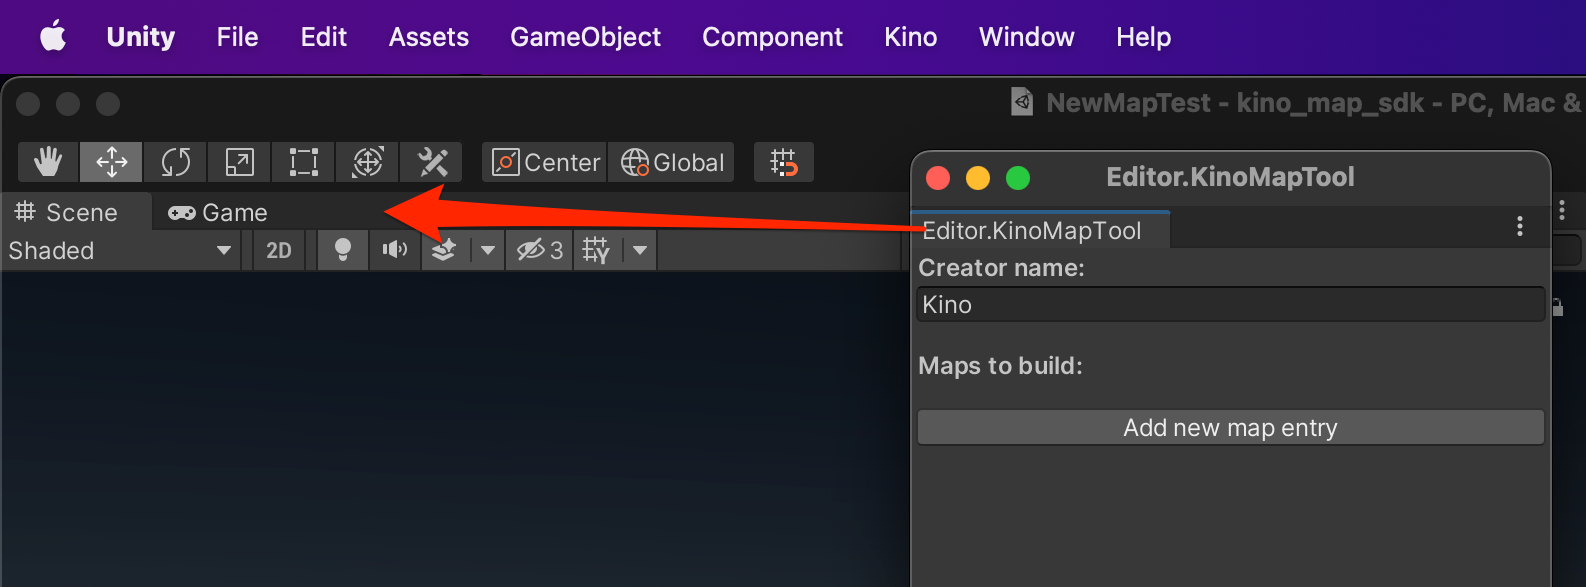 Unity File Edit Assets GameObject Component Kino Window Help
NewMapTest - kino_map_sdk - PC, Mac &
Center Global
Editor.KinoMapTool
Scene Game
Editor.KinoMapTool
Shaded 2D 3
Creator name:
Kino
Maps to build:
Add new map entry